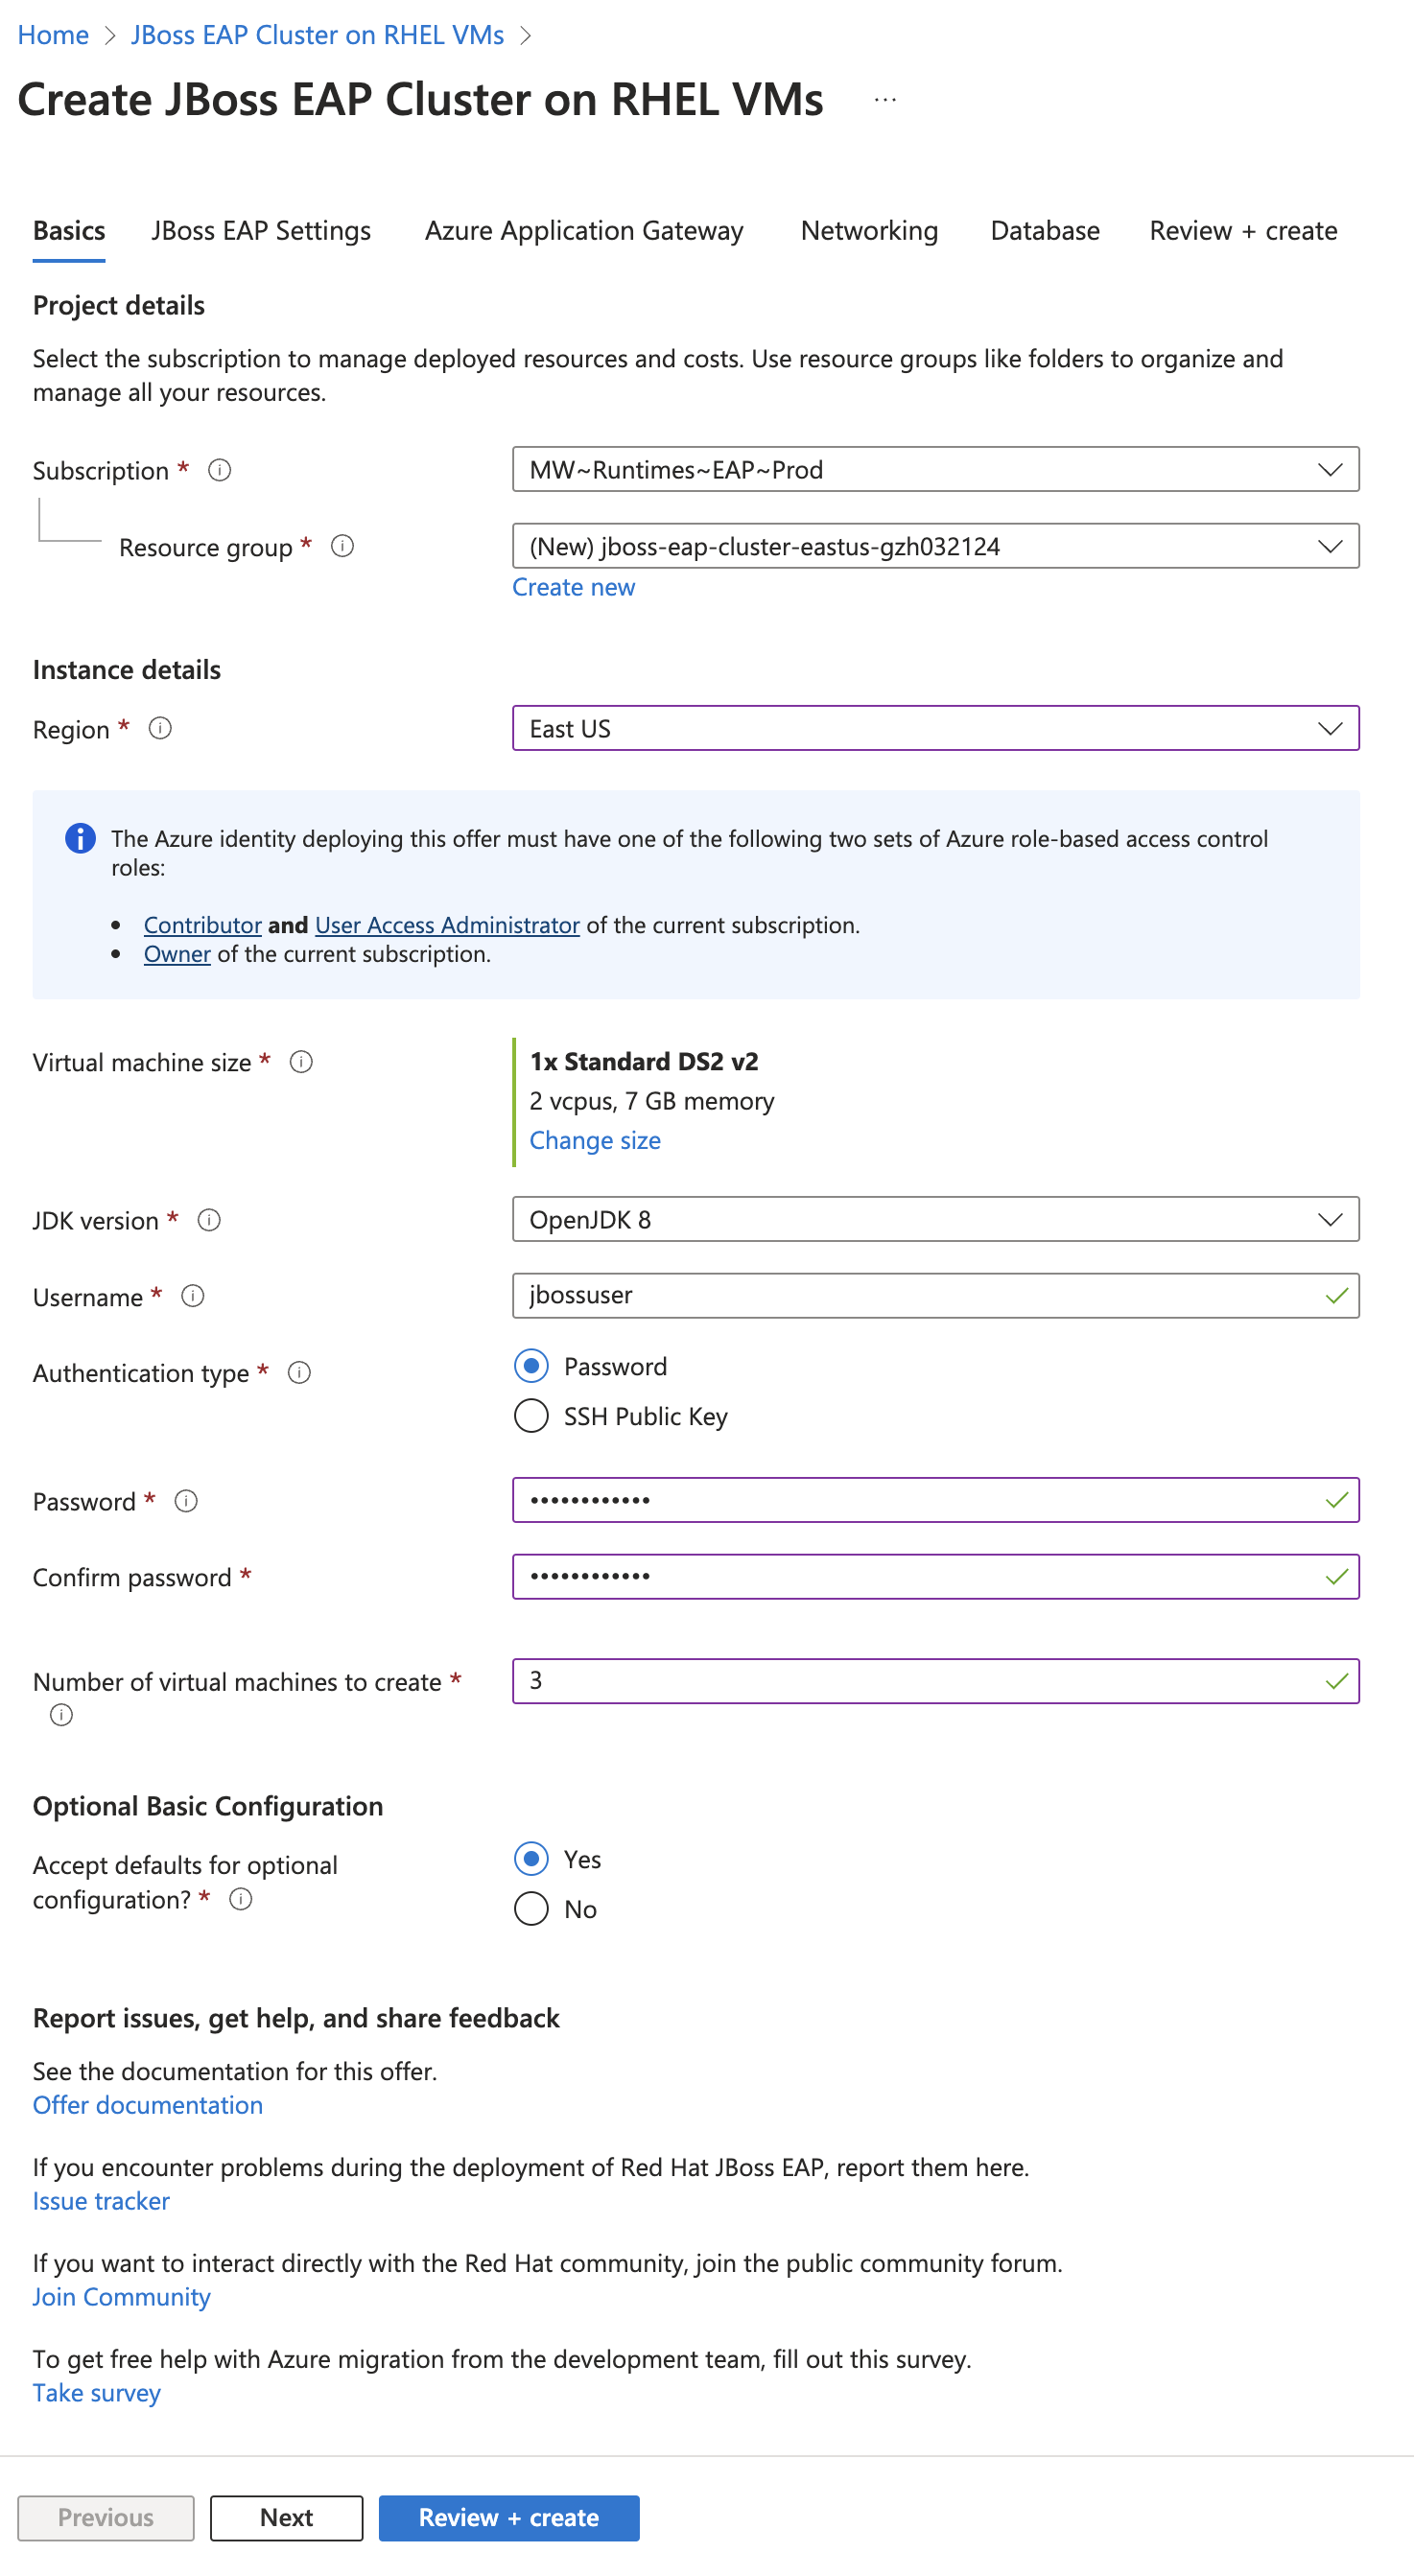 Home > JBoss EAP Cluster on RHEL VMs >
Create JBoss EAP Cluster on RHEL VMs ...
Basics JBoss EAP Settings Azure Application Gateway Networking Database Review + create
Project details
Select the subscription to manage deployed resources and costs. Use resource groups like folders to organize and
manage all your resources.
Subscription * MW~Runtimes~EAP~Prod
Resource group * (New) jboss-eap-cluster-eastus-gzh032124
Create new
Instance details
Region * East US
The Azure identity deploying this offer must have one of the following two sets of Azure role-based access control
roles:
• Contributor and User Access Administrator of the current subscription.
• Owner of the current subscription.
Virtual machine size * 1x Standard DS2 v2
2 vcpus, 7 GB memory
Change size
JDK version * OpenJDK 8
Username * jbossuser
Authentication type * Password
SSH Public Key
Password * ••••••••••••
Confirm password * ••••••••••••
Number of virtual machines to create * 3
Optional Basic Configuration
Accept defaults for optional
configuration? *
Yes
No
Report issues, get help, and share feedback
See the documentation for this offer.
Offer documentation
If you encounter problems during the deployment of Red Hat JBoss EAP, report them here.
Issue tracker
If you want to interact directly with the Red Hat community, join the public community forum.
Join Community
To get free help with Azure migration from the development team, fill out this survey.
Take survey
Previous Next Review + create